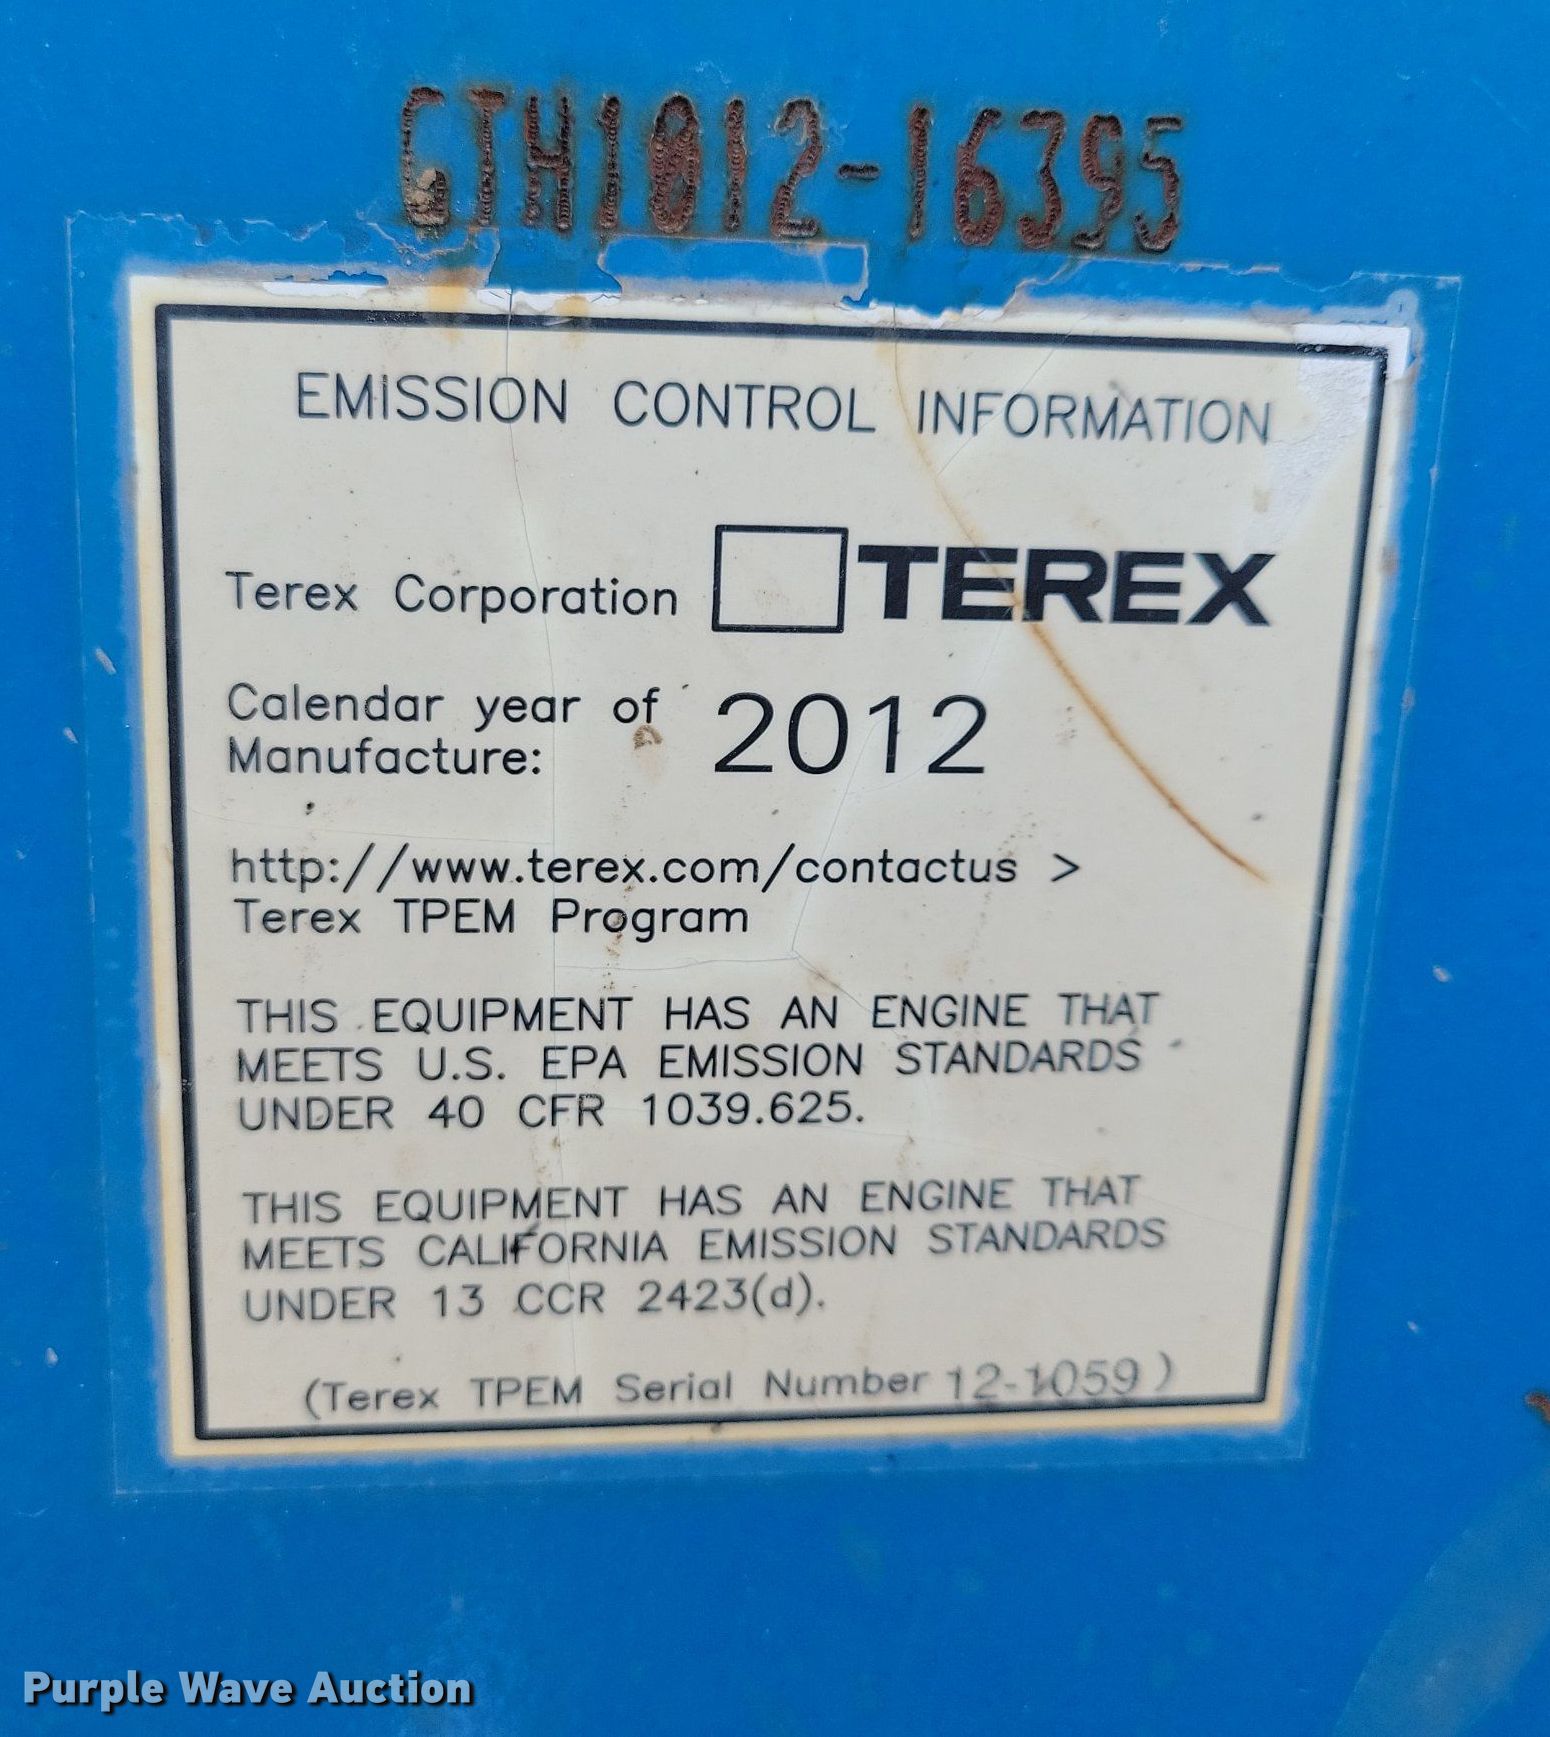 GTH1012-16395
EMISSION CONTROL INFORMATION
Terex Corporation TEREX
Calendar year of 2012
Manufacture:
http://www.terex.com/contactus >
Terex TPEM Program
THIS EQUIPMENT HAS AN ENGINE THAT
MEETS U.S. EPA EMISSION STANDARDS
UNDER 40 CFR 1039.625.
THIS EQUIPMENT HAS AN ENGINE THAT
MEETS CALIFORNIA EMISSION STANDARDS
UNDER 13 CCR 2423(d).
(Terex TPEM Serial Number 12-1059)
Purple Wave Auction